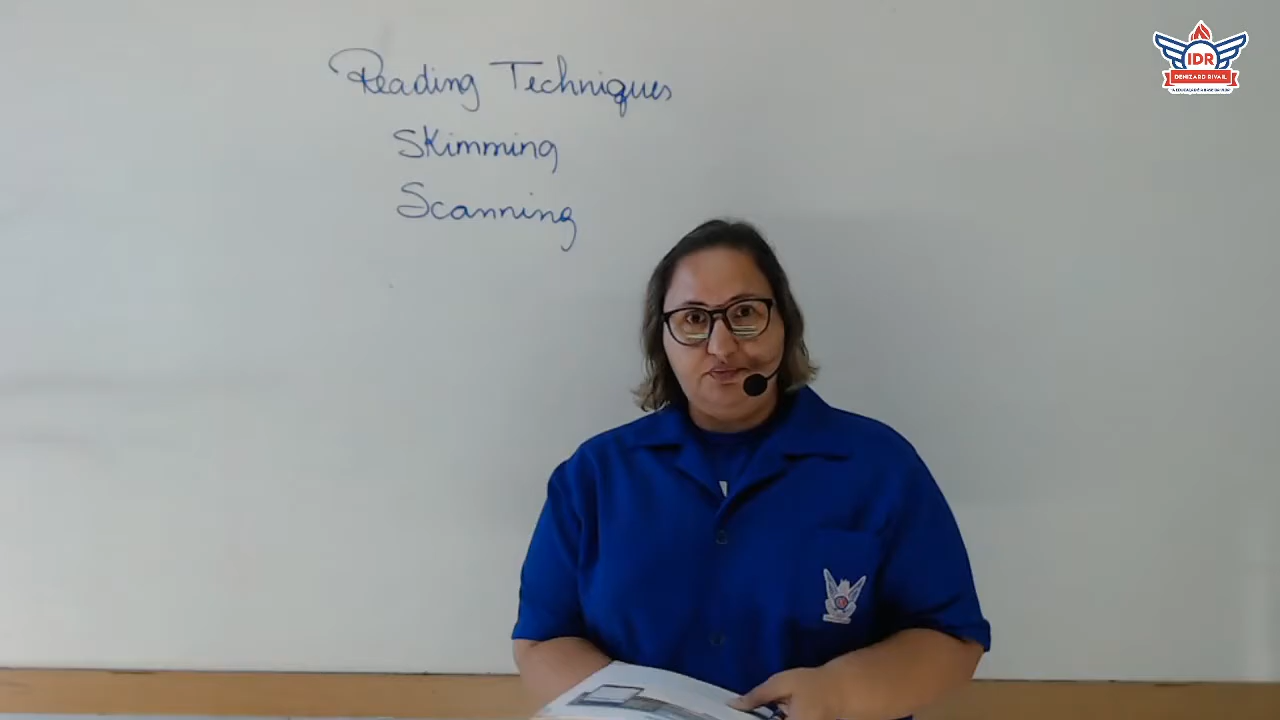 Reading Techniques
Skimming
Scanning
IDR
DENIZARD RIVAIL